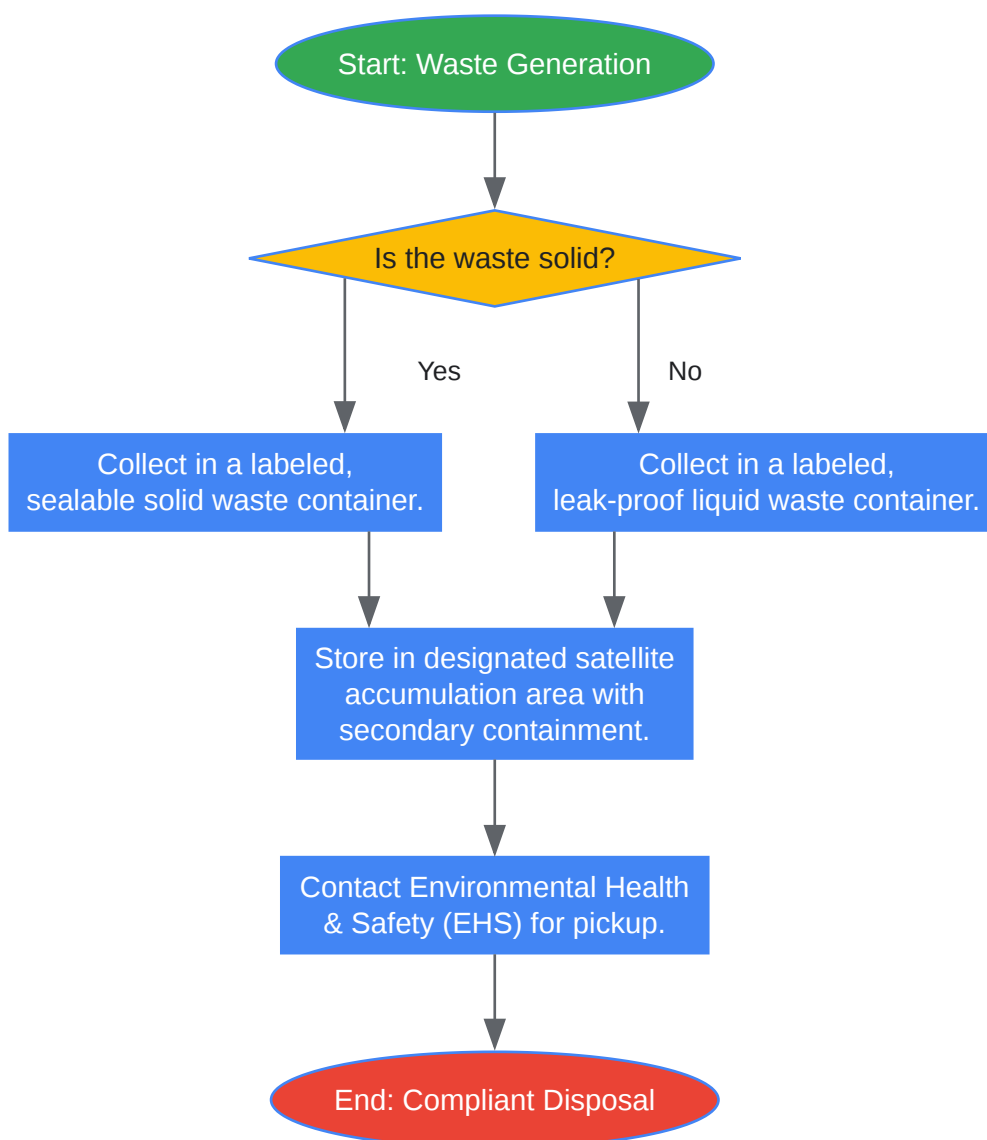 Start: Waste Generation
Is the waste solid?
Yes
No
Collect in a labeled,
sealable solid waste container.
Collect in a labeled,
leak-proof liquid waste container.
Store in designated satellite
accumulation area with
secondary containment.
Contact Environmental Health
& Safety (EHS) for pickup.
End: Compliant Disposal